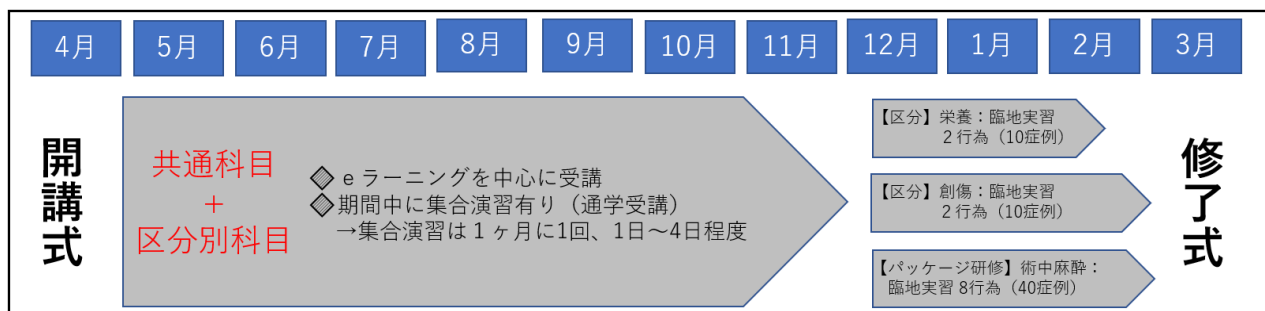 4月 5月 6月 7月 8月 9月 10月 11月 12月 1月 2月 3月
開講式
共通科目
+
区分別科目
◇eラーニングを中心に受講
◇期間中に集合演習有り（通学受講）
→集合演習は１ヶ月に1回、1日～4日程度
【区分】栄養：臨地実習
２行為（10症例）
【区分】創傷：臨地実習
２行為（10症例）
【パッケージ研修】術中麻酔：
臨地実習 8行為（40症例）
修了式